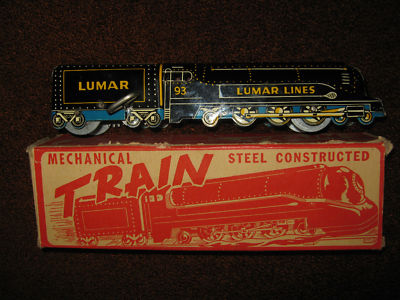 LUMAR
93
LUMAR LINES
MECHANICAL TRAIN STEEL CONSTRUCTED